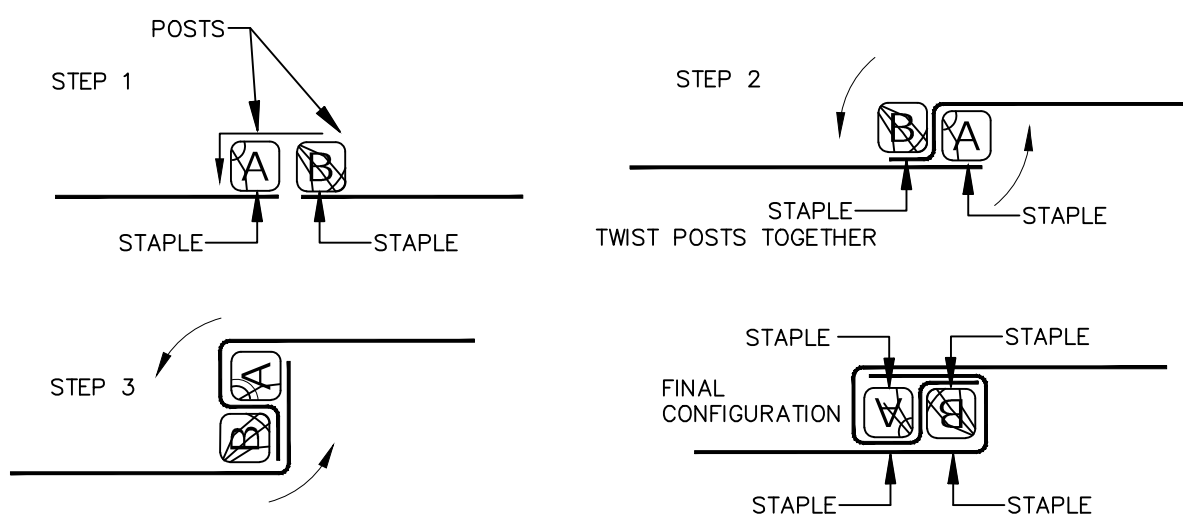 POSTS
STEP 1
A
B
STAPLE
STAPLE
STEP 2
B
A
STAPLE
STAPLE
TWIST POSTS TOGETHER
STEP 3
A
B
STAPLE
STAPLE
FINAL
CONFIGURATION
A
B
STAPLE
STAPLE